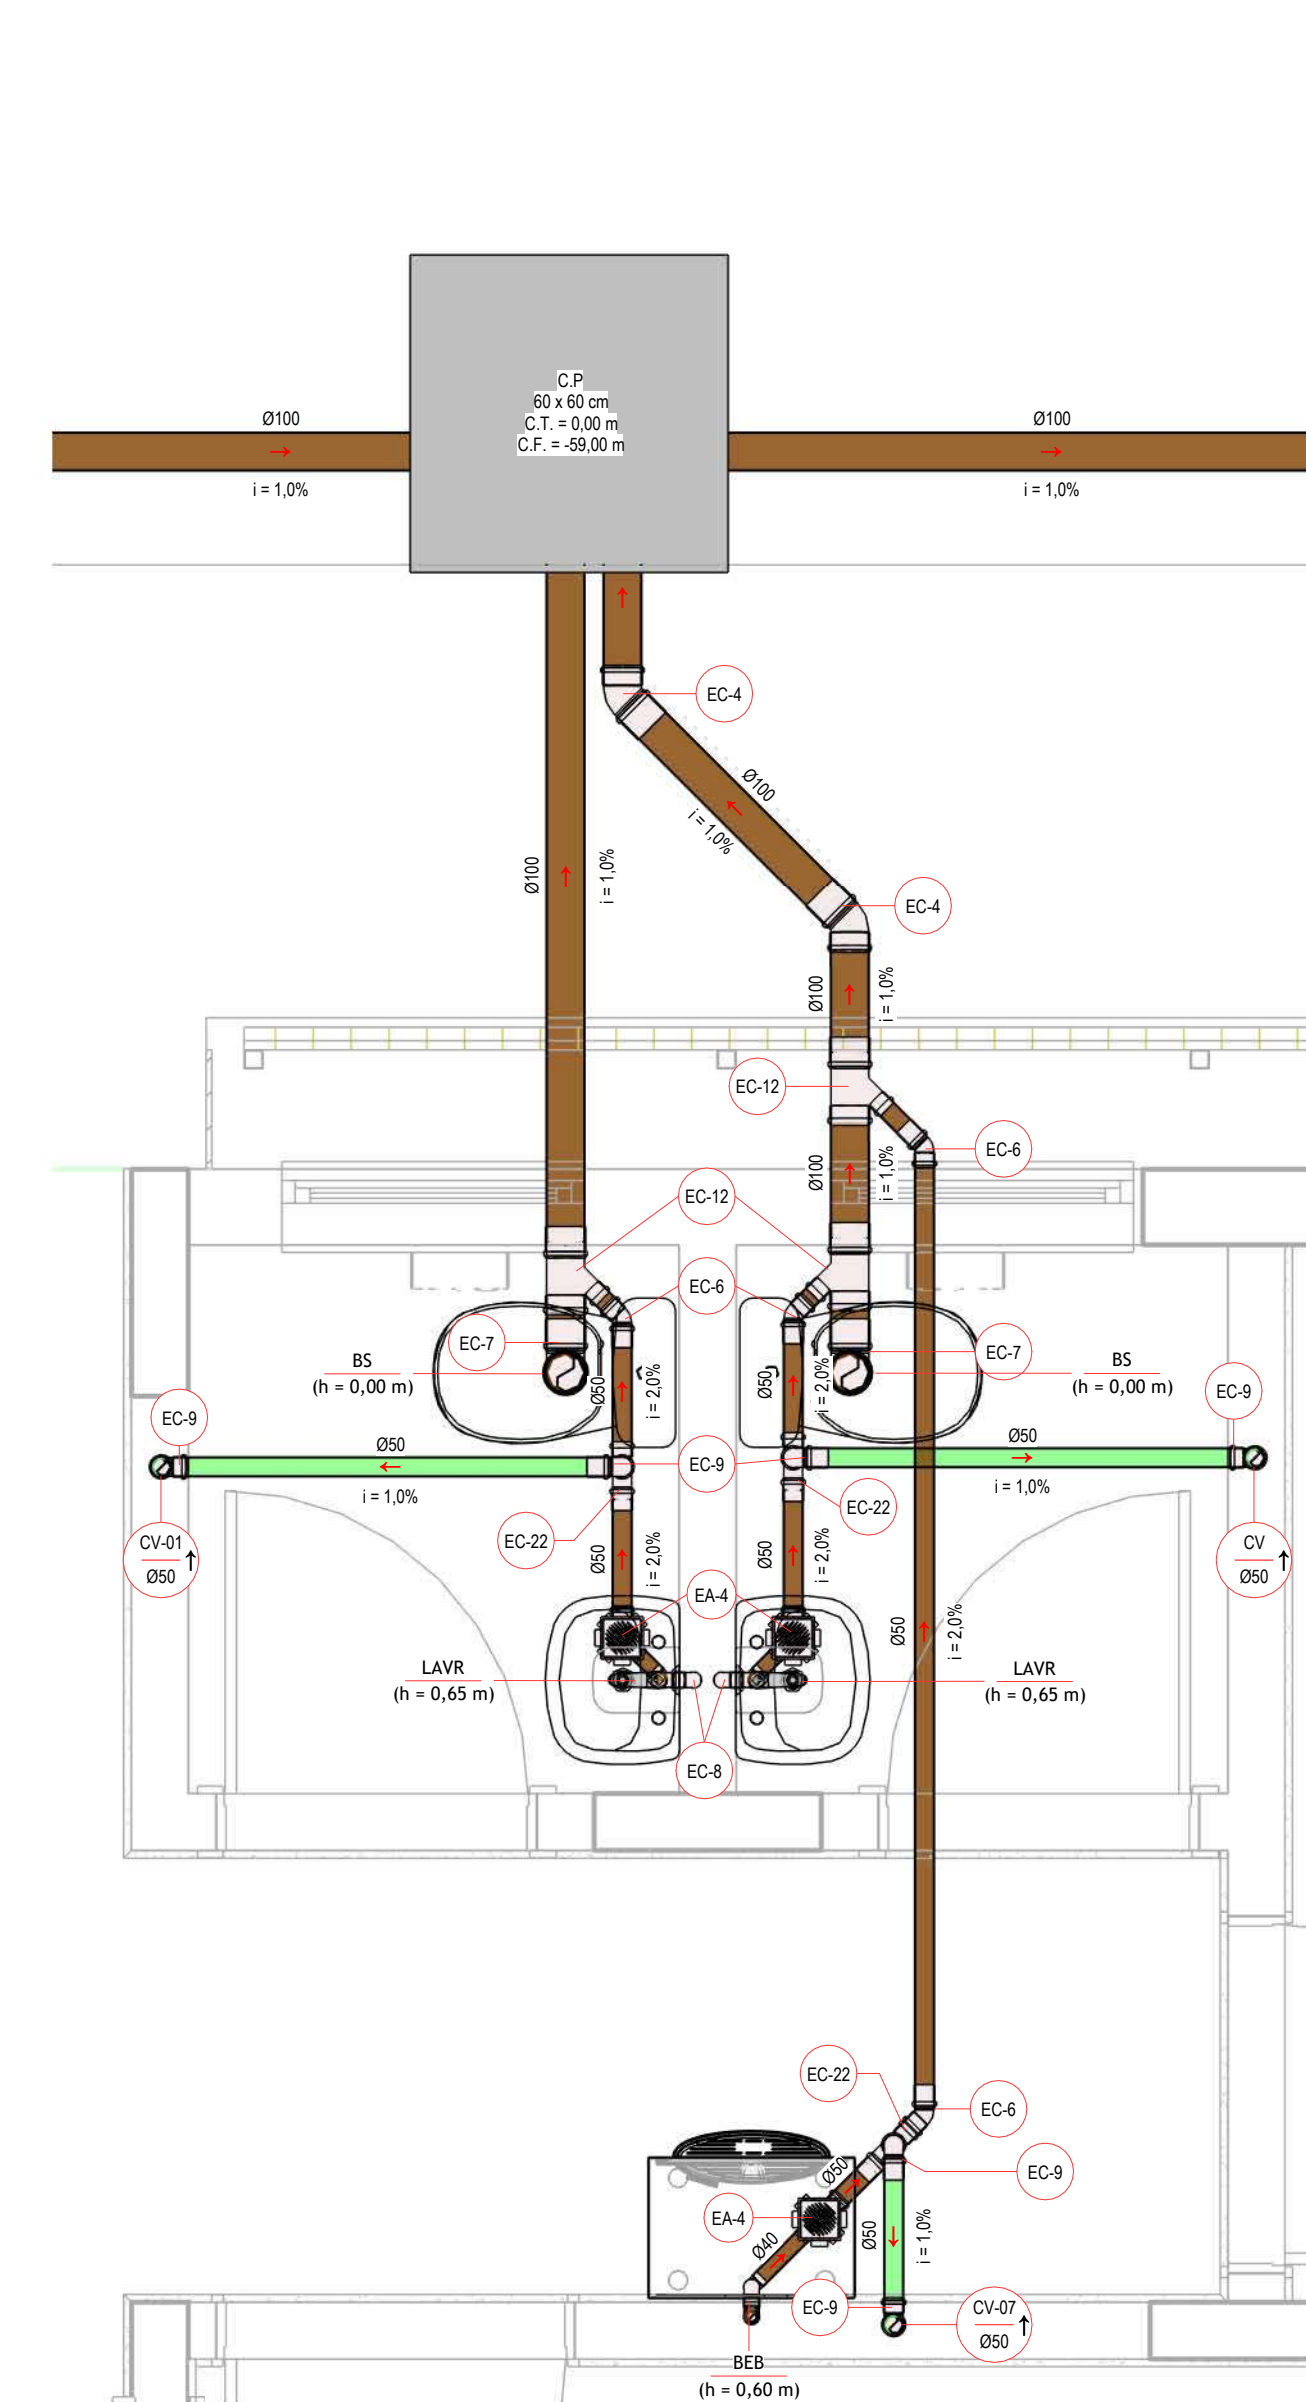 C.P
60 x 60 cm
C.T. = 0,00 m
C.F. = -59,00 m
Ø100
i = 1,0%
Ø100
i = 1,0%
EC-4
Ø100
i = 1,0%
Ø100
i = 1,0%
EC-4
Ø100
i = 1,0%
EC-12
EC-6
Ø100
i = 1,0%
EC-12
EC-6
EC-7
EC-7
BS
(h = 0,00 m)
BS
(h = 0,00 m)
Ø50
i = 2,0%
Ø50
i = 2,0%
EC-9
EC-9
Ø50
i = 1,0%
EC-9
Ø50
i = 1,0%
EC-22
EC-22
CV-01
Ø50
CV
Ø50
Ø50
i = 2,0%
Ø50
i = 2,0%
EA-4
LAVR
(h = 0,65 m)
LAVR
(h = 0,65 m)
Ø50
i = 2,0%
EC-8
EC-22
EC-6
EC-9
Ø50
EA-4
Ø40
Ø50
i = 1,0%
EC-9
CV-07
Ø50
BEB
(h = 0,60 m)